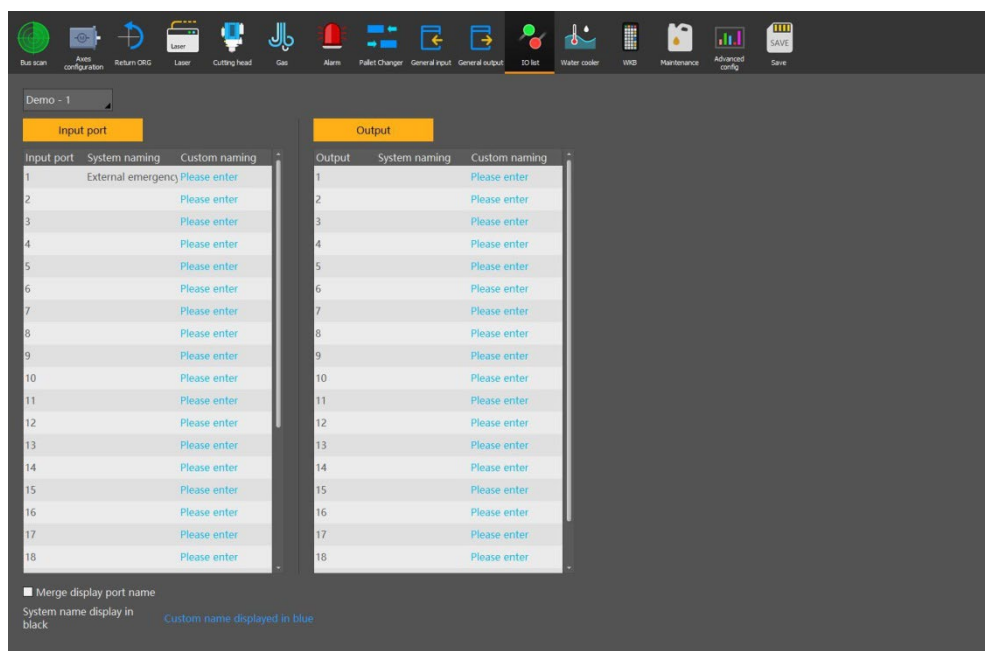 SAVE
Laser
Bus scan
Axes configuration
Return ORG
Laser
Cutting head
Gas
Alarm
Pallet Changer
General input
General output
IO list
Water cooler
WKB
Maintenance
Advanced config
Save
Demo - 1
Input port
Output
Input port System naming Custom naming
Output System naming Custom naming
1 External emergency Please enter
1 Please enter
2 Please enter
2 Please enter
3 Please enter
3 Please enter
4 Please enter
4 Please enter
5 Please enter
5 Please enter
6 Please enter
6 Please enter
7 Please enter
7 Please enter
8 Please enter
8 Please enter
9 Please enter
9 Please enter
10 Please enter
10 Please enter
11 Please enter
11 Please enter
12 Please enter
12 Please enter
13 Please enter
13 Please enter
14 Please enter
14 Please enter
15 Please enter
15 Please enter
16 Please enter
16 Please enter
17 Please enter
17 Please enter
18 Please enter
18 Please enter
Merge display port name
System name display in
black
Custom name displayed in blue